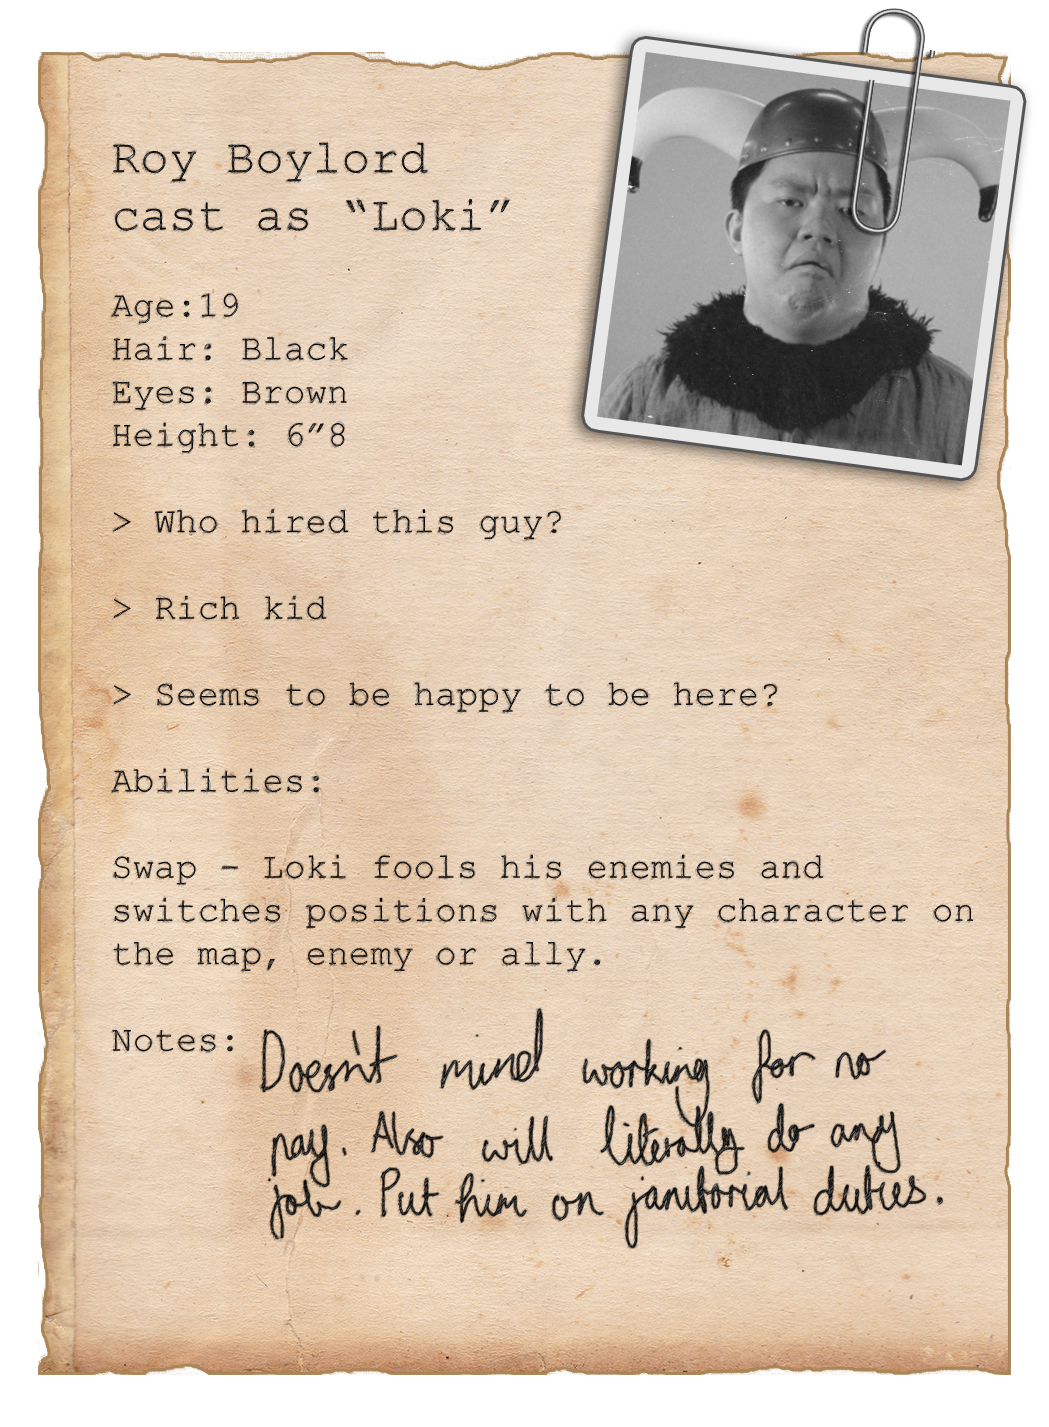 Roy Boylord
cast as “Loki”
Age:19
Hair: Black
Eyes: Brown
Height: 6”8
> Who hired this guy?
> Rich kid
> Seems to be happy to be here?
Abilities:
Swap - Loki fools his enemies and
switches positions with any character on
the map, enemy or ally.
Notes: Doesn't mind working for no
pay. Also will literally do any
job. Put him on janitorial duties.